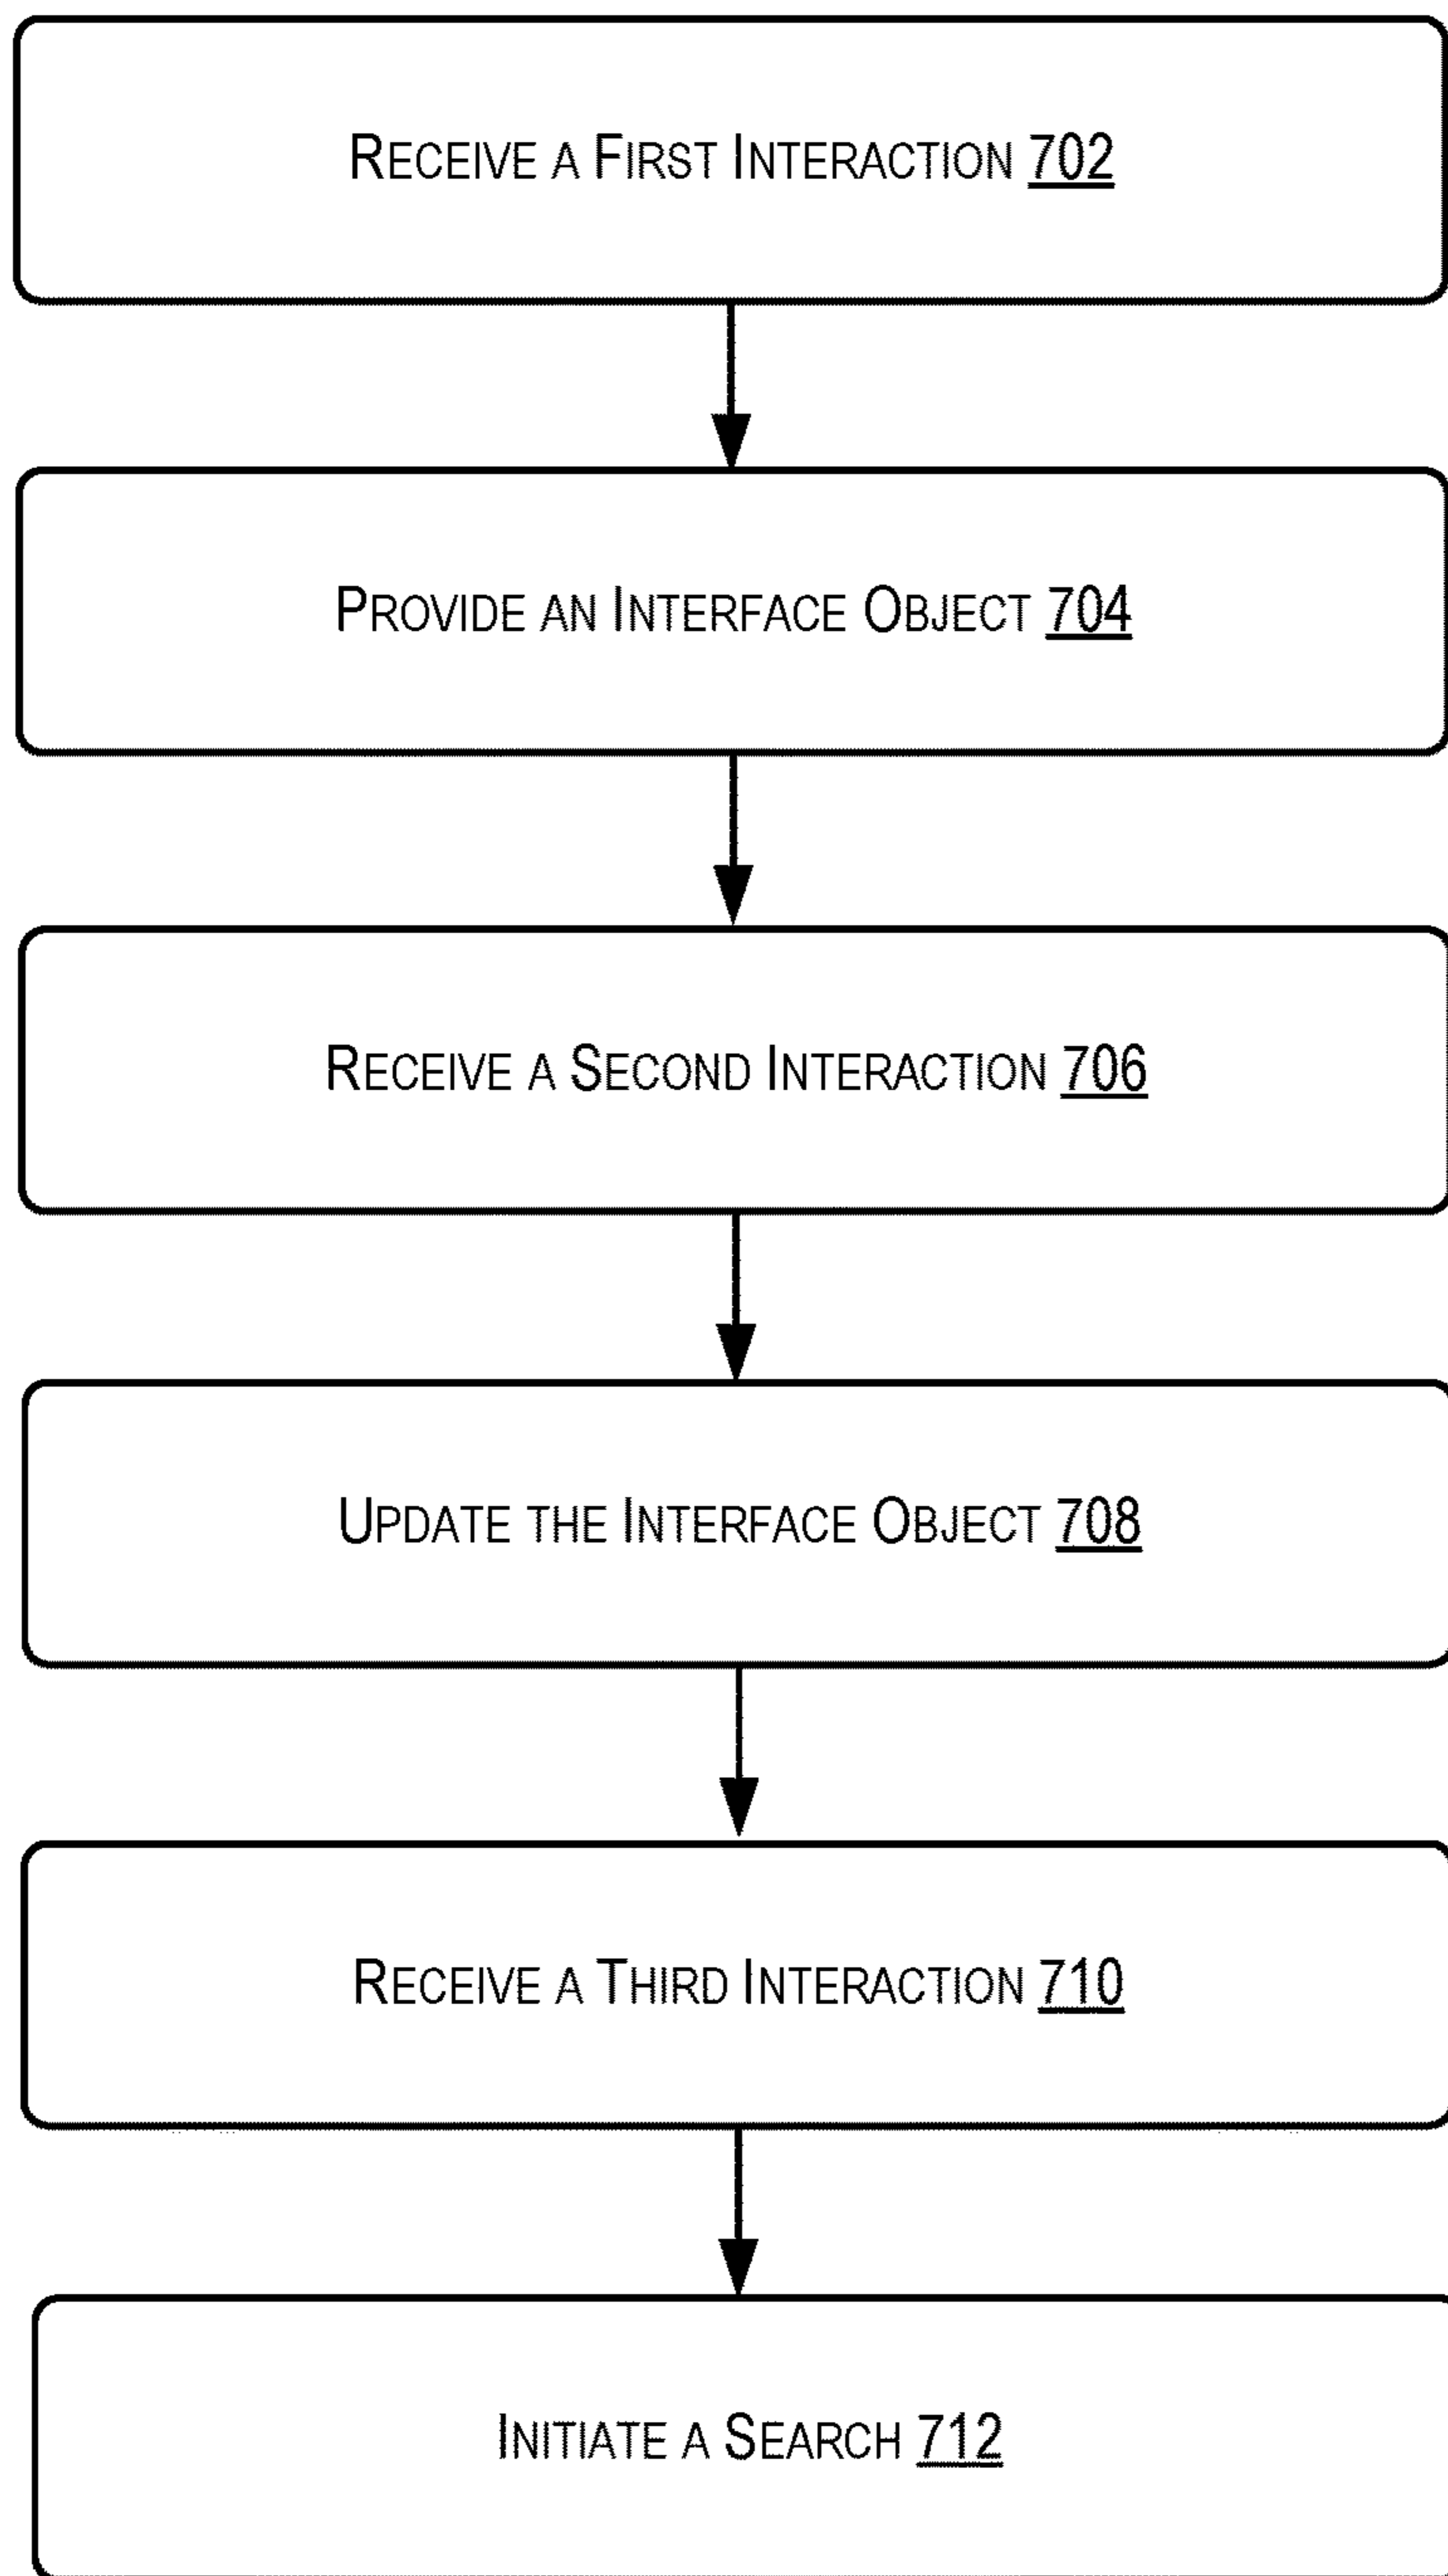 RECEIVE A FIRST INTERACTION 702
PROVIDE AN INTERFACE OBJECT 704
RECEIVE A SECOND INTERACTION 706
UPDATE THE INTERFACE OBJECT 708
RECEIVE A THIRD INTERACTION 710
INITIATE A SEARCH 712